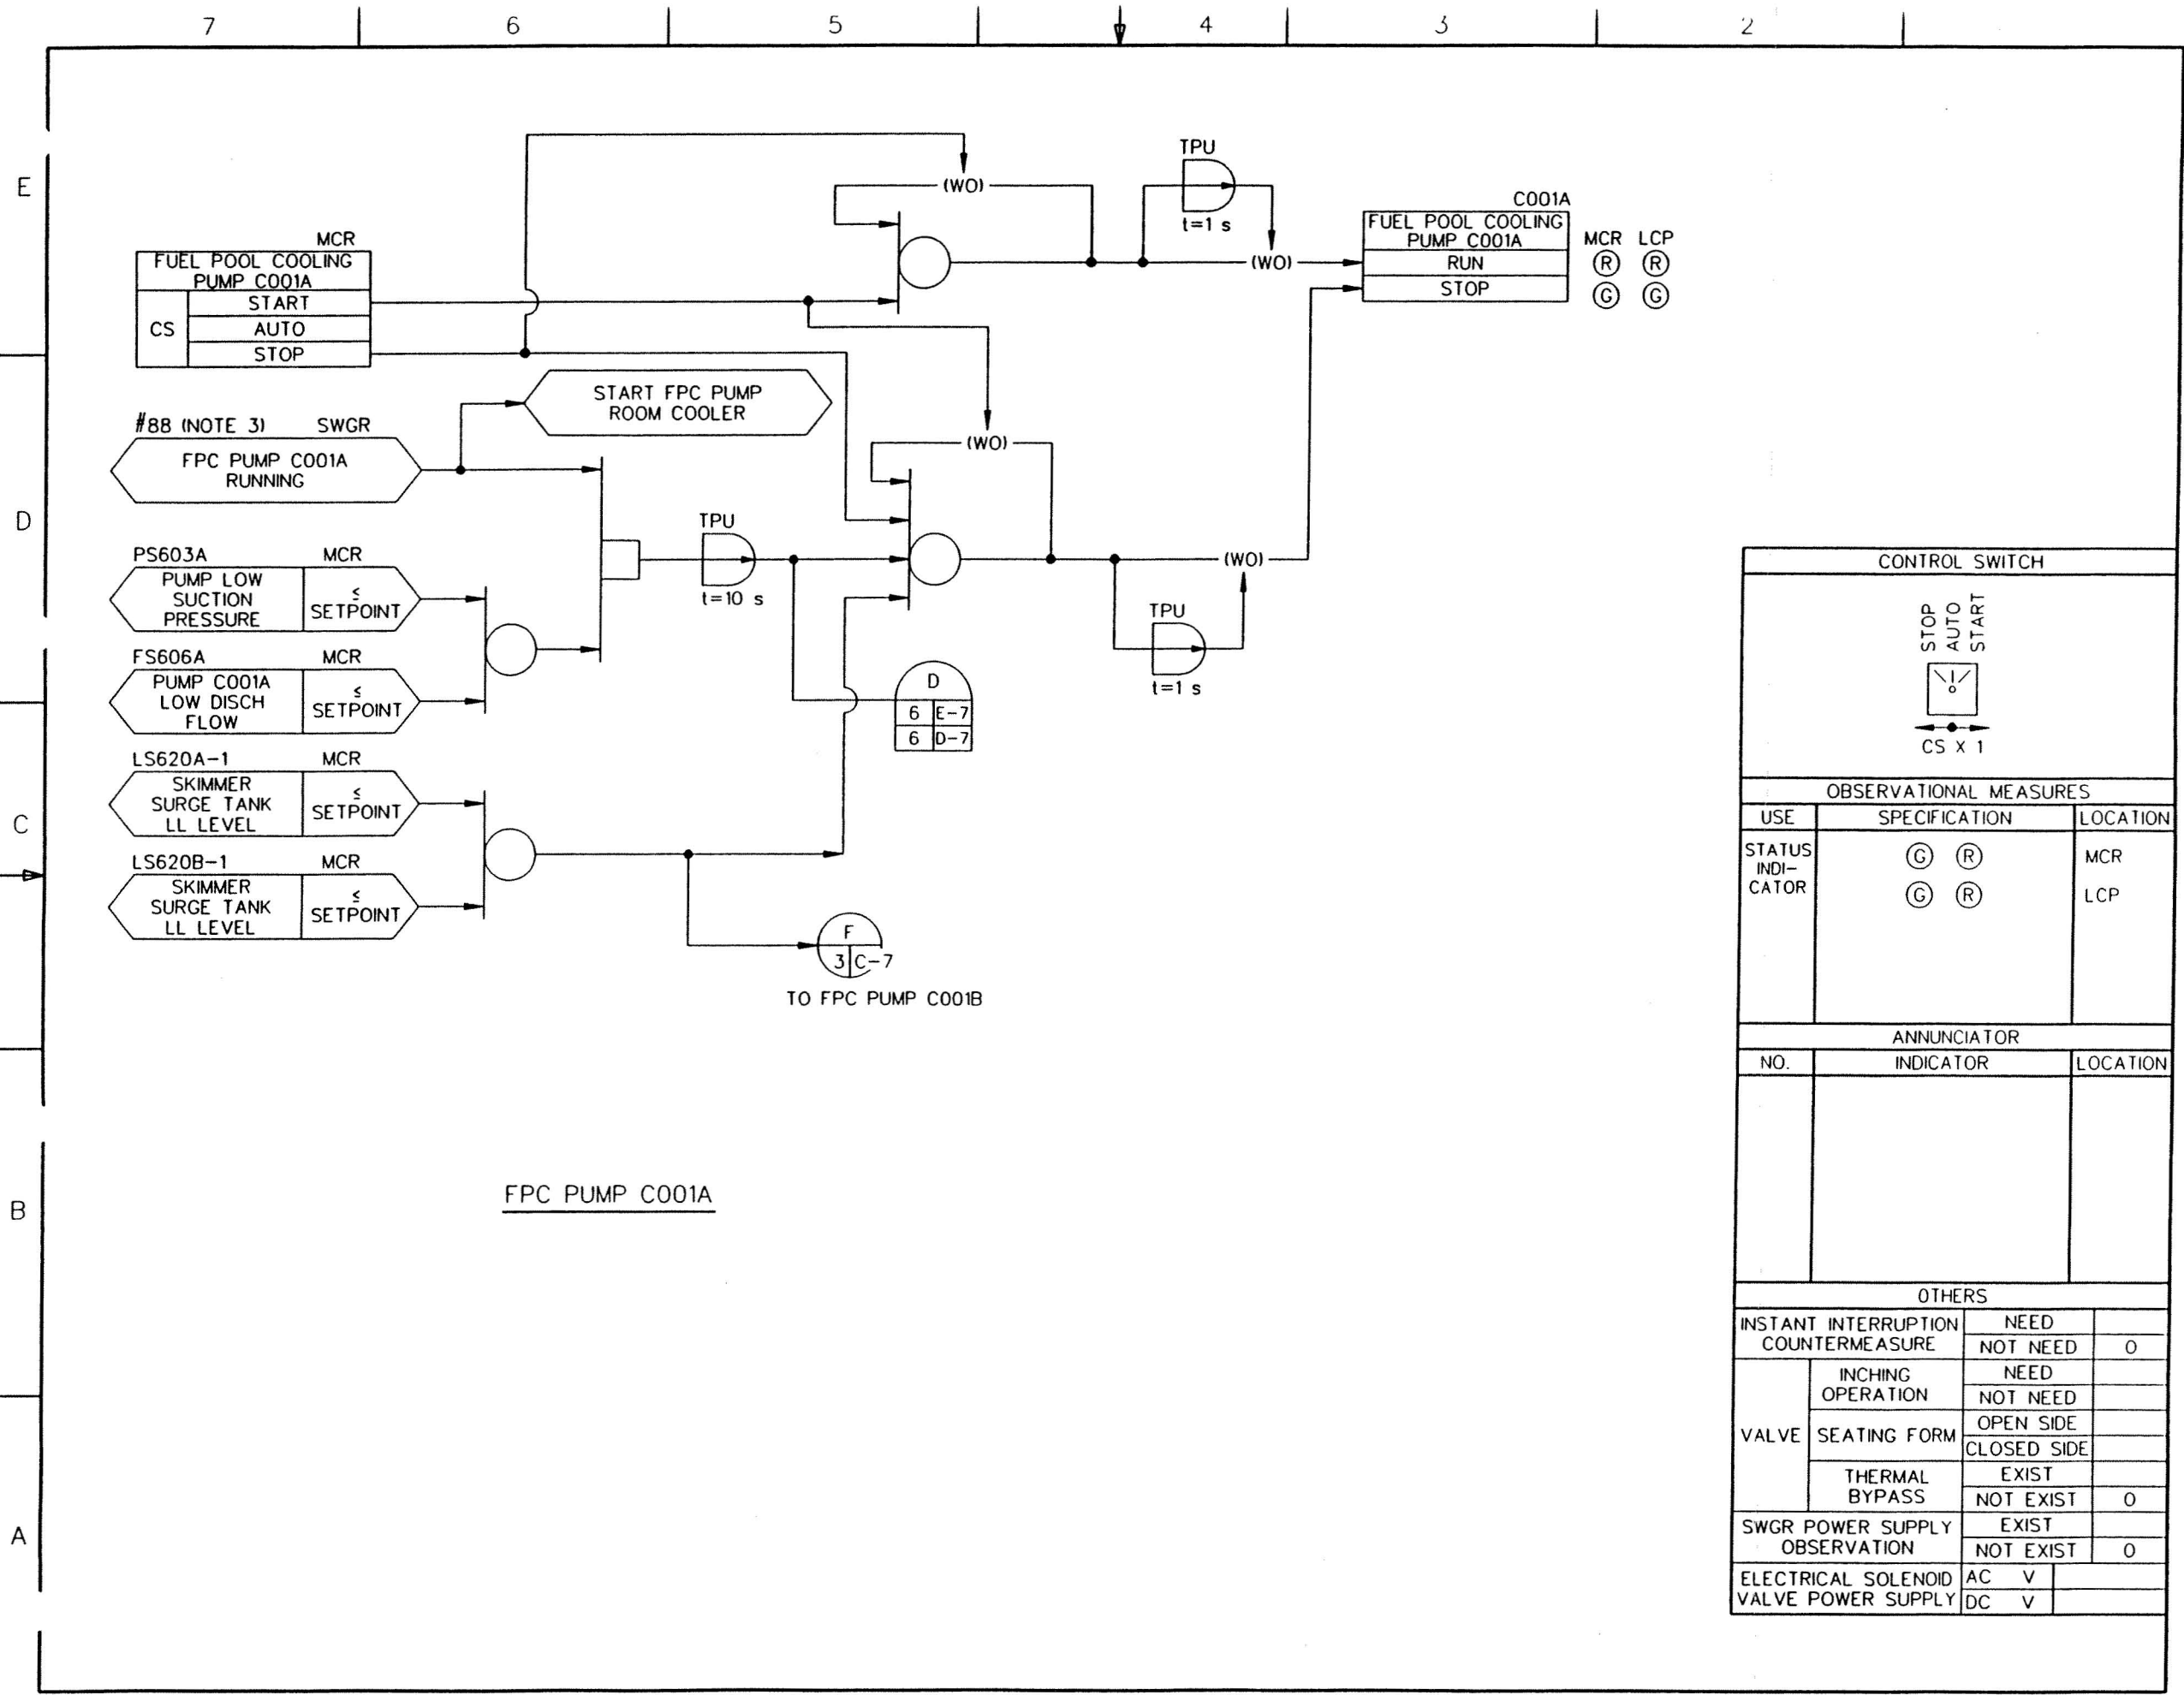 7 6 5 4 3 2
E
D
C
B
A
MCR
FUEL POOL COOLING
PUMP C001A
CS
START
AUTO
STOP
(WO)
TPU
t=1 s
(WO)
C001A
FUEL POOL COOLING
PUMP C001A
RUN
STOP
MCR LCP
R R
G G
START FPC PUMP
ROOM COOLER
#88 (NOTE 3) SWGR
FPC PUMP C001A
RUNNING
(WO)
TPU
t=10 s
(WO)
TPU
t=1 s
PS603A MCR
PUMP LOW
SUCTION
PRESSURE
≤
SETPOINT
FS606A MCR
PUMP C001A
LOW DISCH
FLOW
≤
SETPOINT
D
6 E-7
6 D-7
LS620A-1 MCR
SKIMMER
SURGE TANK
LL LEVEL
≤
SETPOINT
LS620B-1 MCR
SKIMMER
SURGE TANK
LL LEVEL
≤
SETPOINT
F
3 C-7
TO FPC PUMP C001B
FPC PUMP C001A
CONTROL SWITCH
STOP
AUTO
START
CS X 1
OBSERVATIONAL MEASURES
USE SPECIFICATION LOCATION
STATUS
INDI-
CATOR
G R MCR
G R LCP
ANNUNCIATOR
NO. INDICATOR LOCATION
OTHERS
INSTANT INTERRUPTION
COUNTERMEASURE
NEED
NOT NEED O
VALVE
INCHING
OPERATION
NEED
NOT NEED
SEATING FORM
OPEN SIDE
CLOSED SIDE
THERMAL
BYPASS
EXIST
NOT EXIST O
SWGR POWER SUPPLY
OBSERVATION
EXIST
NOT EXIST O
ELECTRICAL SOLENOID
VALVE POWER SUPPLY
AC V
DC V